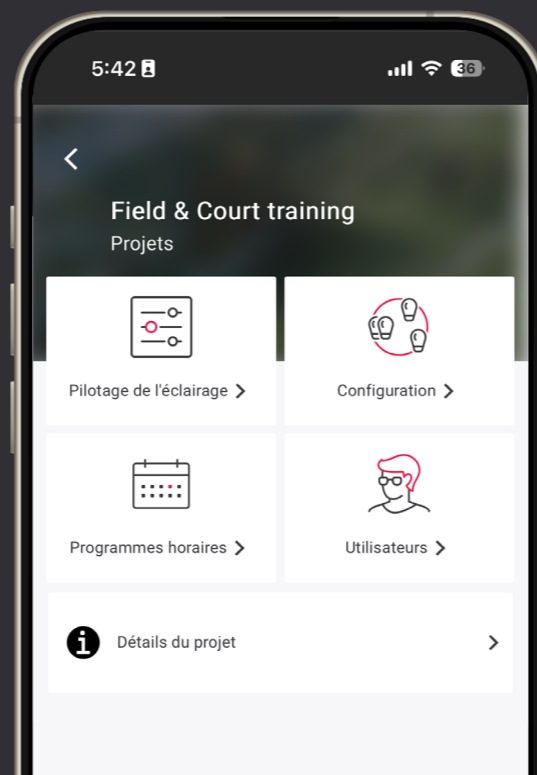 5:42
36
Field & Court training
Projets
Pilotage de l'éclairage
Configuration
Programmes horaires
Utilisateurs
Détails du projet